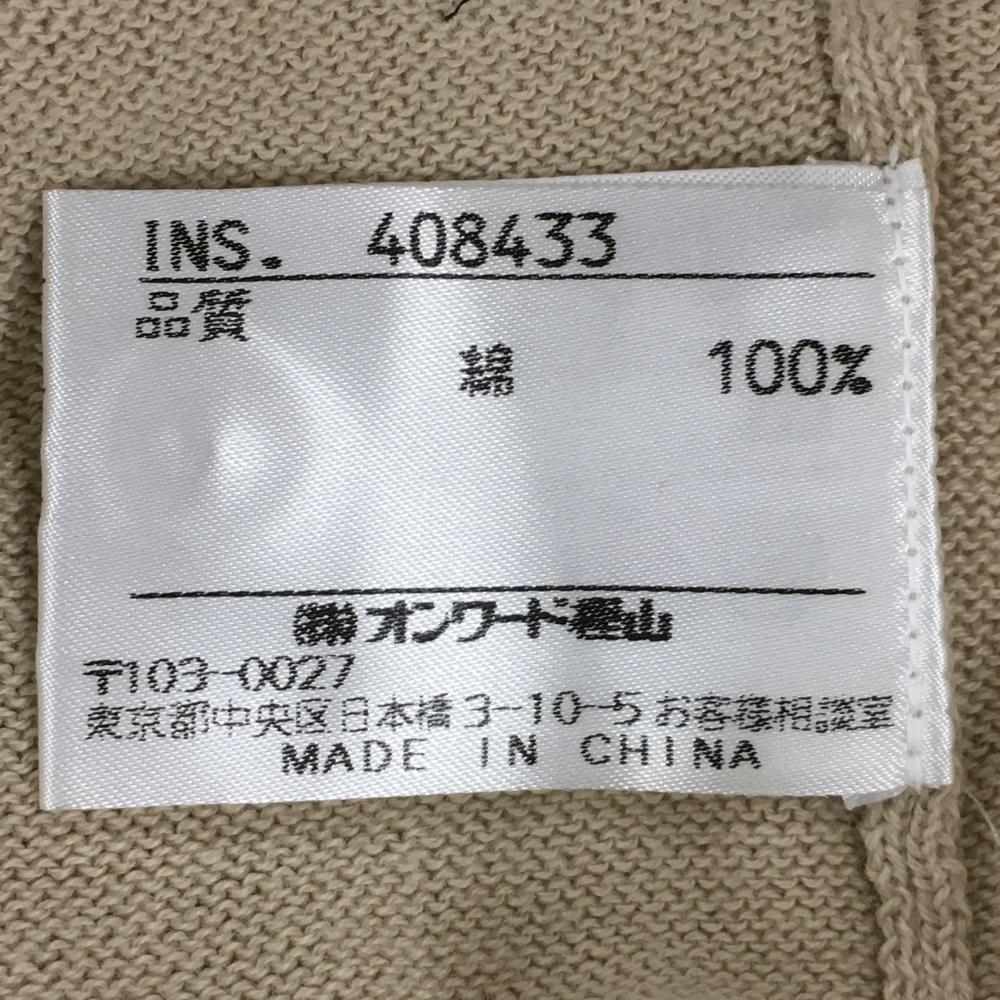 INS. 408433
品質
綿 100%
㈱オンワード樫山
〒103-0027
東京都中央区日本橋3-10-5お客様相談室
MADE IN CHINA